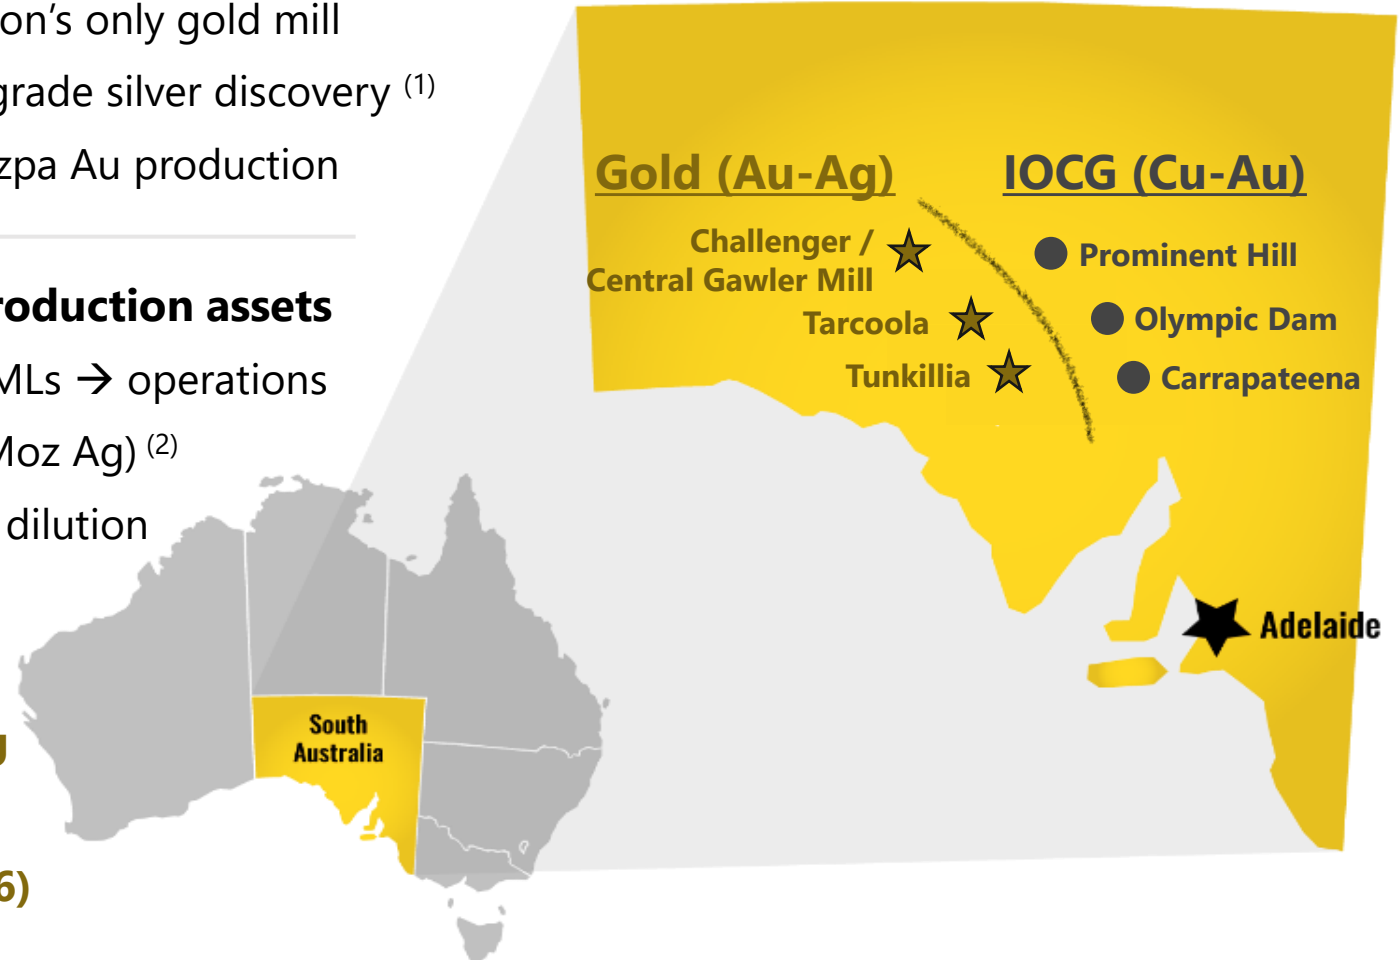 on's only gold mill
grade silver discovery (1)
zpa Au production
roduction assets
MLs → operations
Moz Ag) (2)
dilution
6)
Gold (Au-Ag)
IOCG (Cu-Au)
Challenger /
Central Gawler Mill
Tarcoola
Tunkillia
Prominent Hill
Olympic Dam
Carrapateena
Adelaide
South
Australia